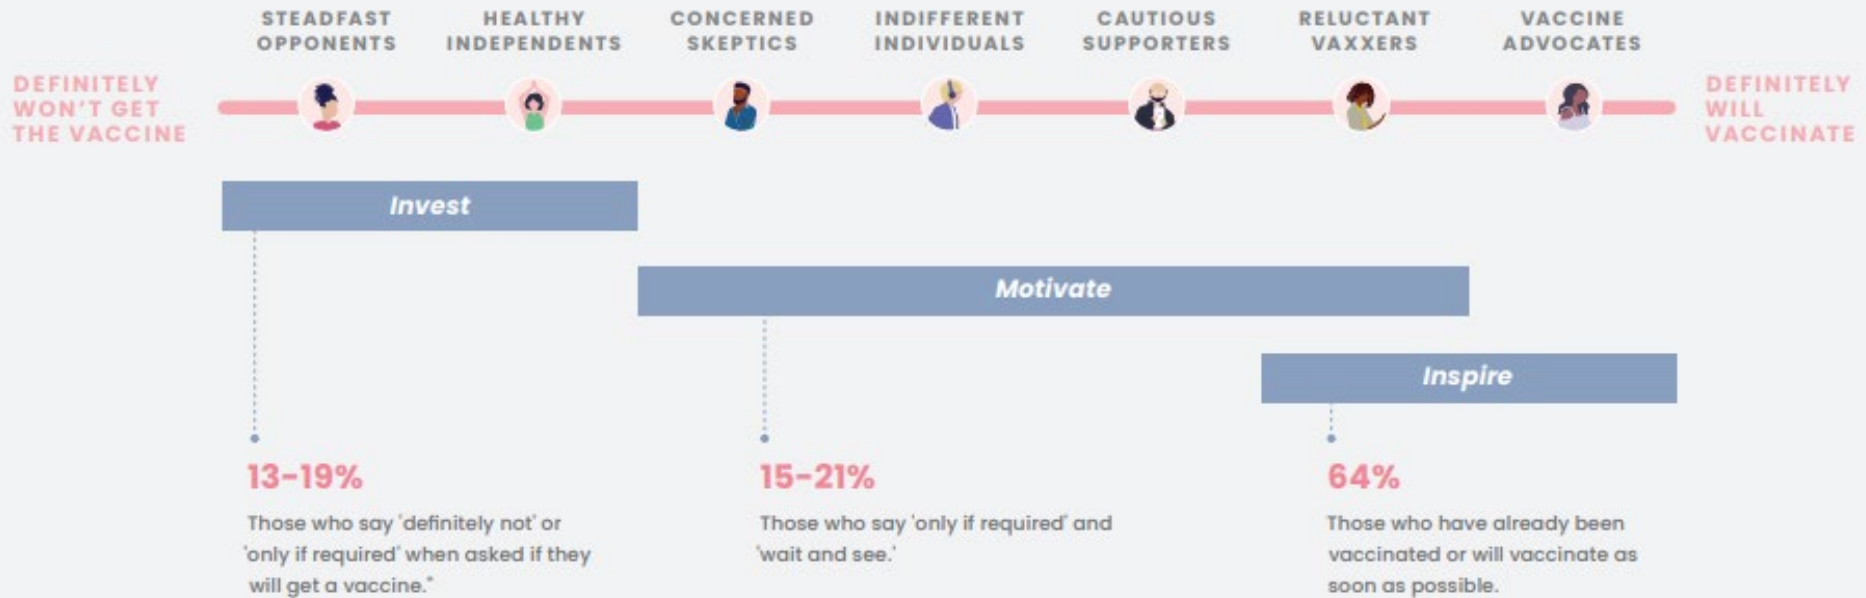 STEADFAST
OPPONENTS
HEALTHY
INDEPENDENTS
CONCERNED
SKEPTICS
INDIFFERENT
INDIVIDUALS
CAUTIOUS
SUPPORTERS
RELUCTANT
VAXXERS
VACCINE
ADVOCATES
DEFINITELY
WON'T GET
THE VACCINE
DEFINITELY
WILL
VACCINATE
Invest
Motivate
Inspire
13-19%
Those who say 'definitely not' or
'only if required' when asked if they
will get a vaccine."
15-21%
Those who say 'only if required' and
'wait and see.'
64%
Those who have already been
vaccinated or will vaccinate as
soon as possible.